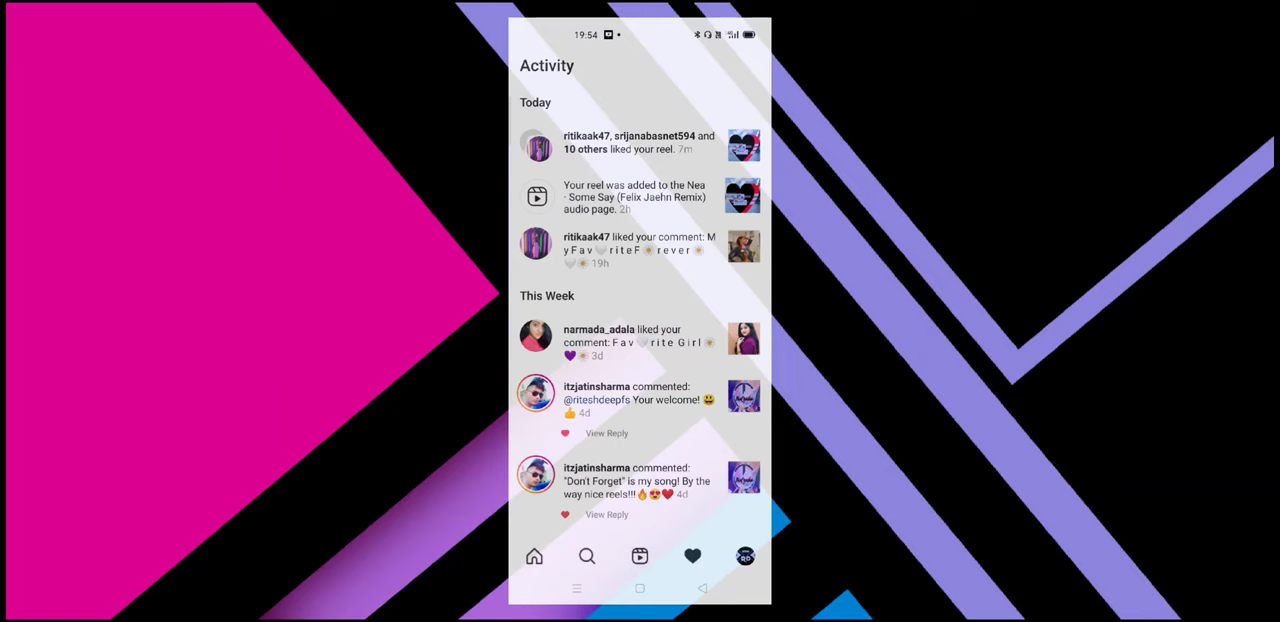 19:54
Activity
Today
ritikaak47, srijanabasnet594 and
10 others liked your reel. 7m
Your reel was added to the Nea
· Some Say (Felix Jaehn Remix)
audio page. 2h
ritikaak47 liked your comment: M
y F a v 🤍 r i t e F ☀️ r e v e r ☀️
🤍☀️ 19h
This Week
narmada_adala liked your
comment: F a v 🤍 r i t e G i r l ☀️
💜☀️ 3d
itzjatinsharma commented:
@riteshdeepfs Your welcome! 😃
👍 4d
View Reply
itzjatinsharma commented:
"Don't Forget" is my song! By the
way nice reels!!!🔥😍❤️ 4d
View Reply